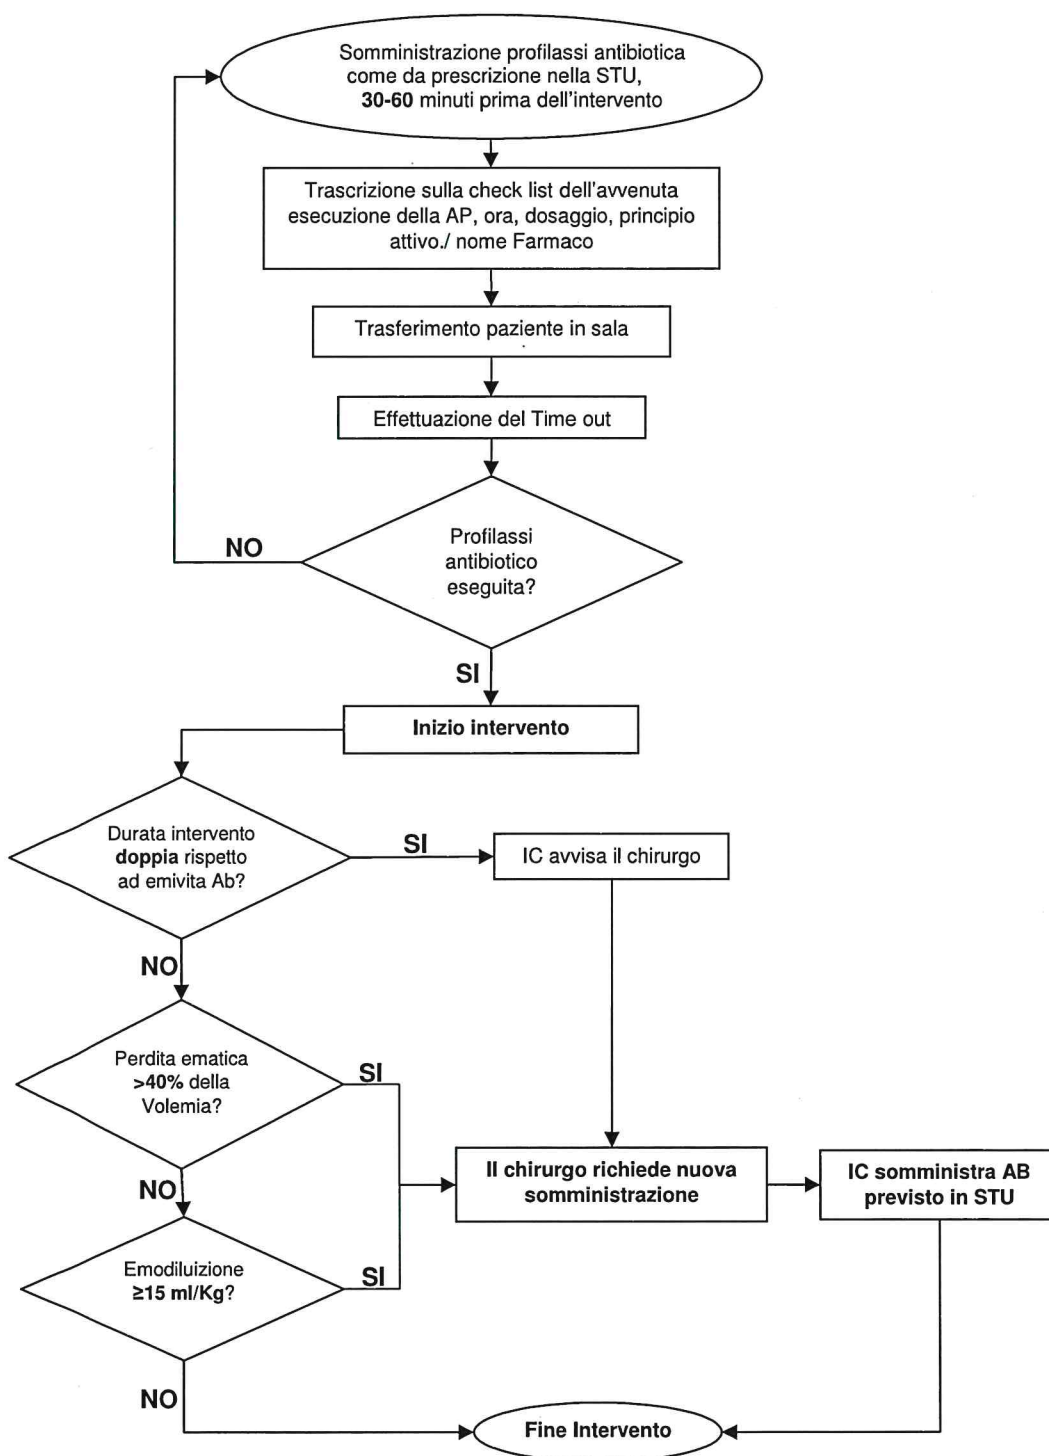 Somministrazione profilassi antibiotica
come da prescrizione nella STU,
30-60 minuti prima dell'intervento
Trascrizione sulla check list dell'avvenuta
esecuzione della AP, ora, dosaggio, principio
attivo./ nome Farmaco
Trasferimento paziente in sala
Effettuazione del Time out
Profilassi
antibiotico
eseguita?
NO
SI
Inizio intervento
Durata intervento
doppia rispetto
ad emivita Ab?
SI
IC avvisa il chirurgo
NO
Perdita ematica
>40% della
Volemia?
SI
Il chirurgo richiede nuova
somministrazione
IC somministra AB
previsto in STU
NO
Emodiluizione
≥15 ml/Kg?
SI
NO
Fine Intervento